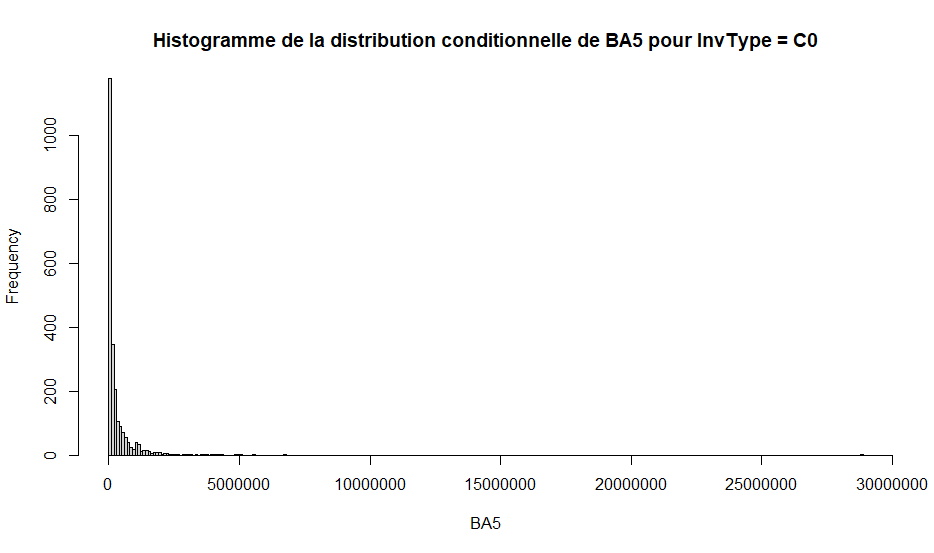 Histogramme de la distribution conditionnelle de BA5 pour InvType = C0
Frequency
1000
800
600
400
200
0
0 5000000 10000000 15000000 20000000 25000000 30000000
BA5